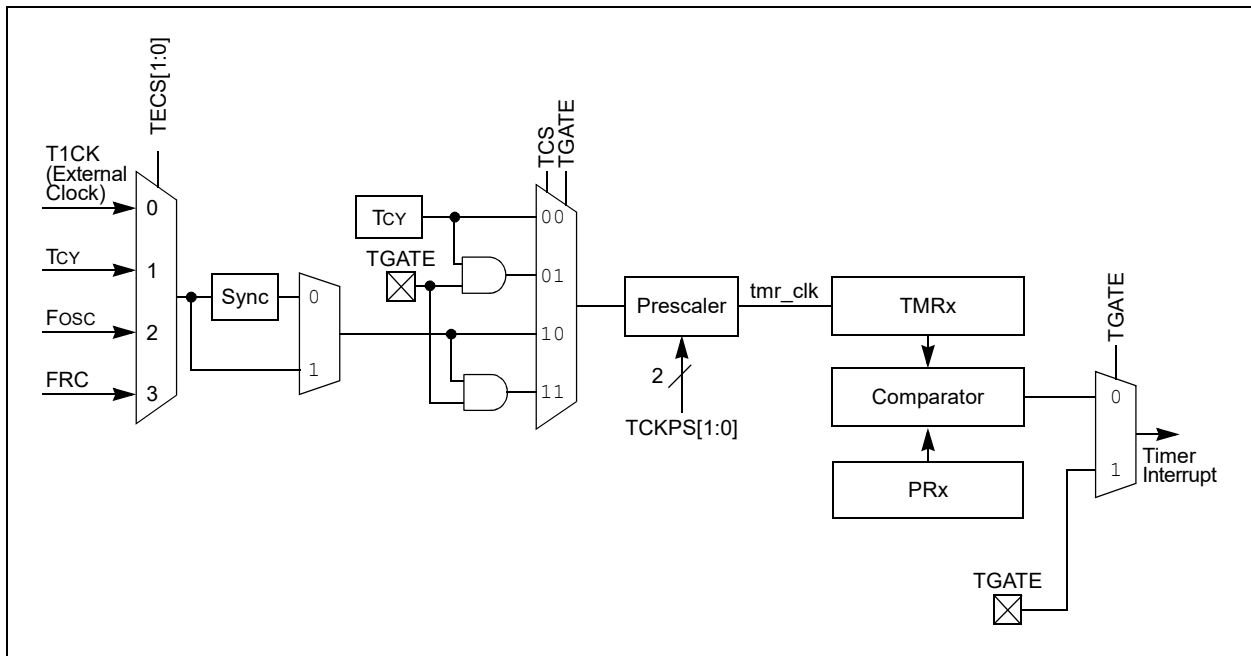 TECS[1:0]
T1CK
(External
Clock)
0
TCY
1
FOSC
2
FRC
3
Sync
0
1
TCY
TGATE
TCS
TGATE
00
01
10
11
Prescaler
2
TCKPS[1:0]
tmr_clk
TMRx
Comparator
PRx
TGATE
0
1
Timer
Interrupt
TGATE